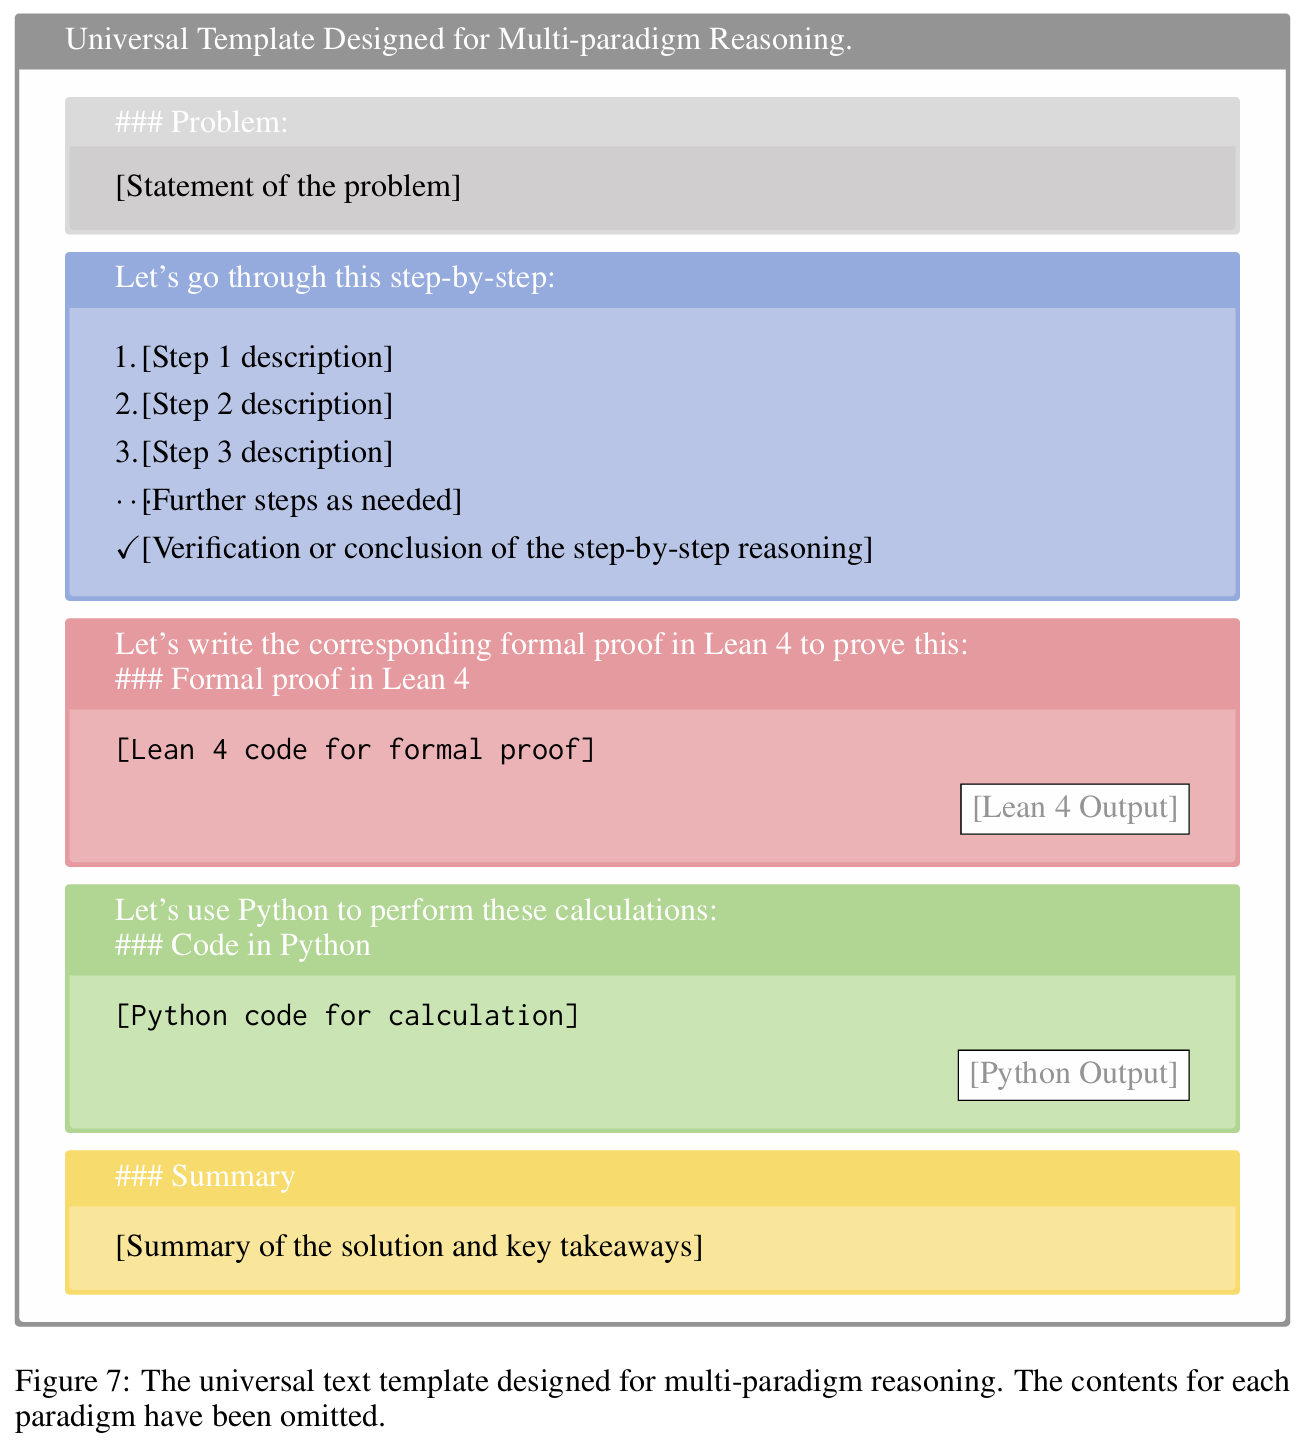 Universal Template Designed for Multi-paradigm Reasoning.
### Problem:
[Statement of the problem]
Let's go through this step-by-step:
1. [Step 1 description]
2. [Step 2 description]
3. [Step 3 description]
··· [Further steps as needed]
✓ [Verification or conclusion of the step-by-step reasoning]
Let's write the corresponding formal proof in Lean 4 to prove this:
### Formal proof in Lean 4
[Lean 4 code for formal proof]
[Lean 4 Output]
Let's use Python to perform these calculations:
### Code in Python
[Python code for calculation]
[Python Output]
### Summary
[Summary of the solution and key takeaways]
Figure 7: The universal text template designed for multi-paradigm reasoning. The contents for each
paradigm have been omitted.